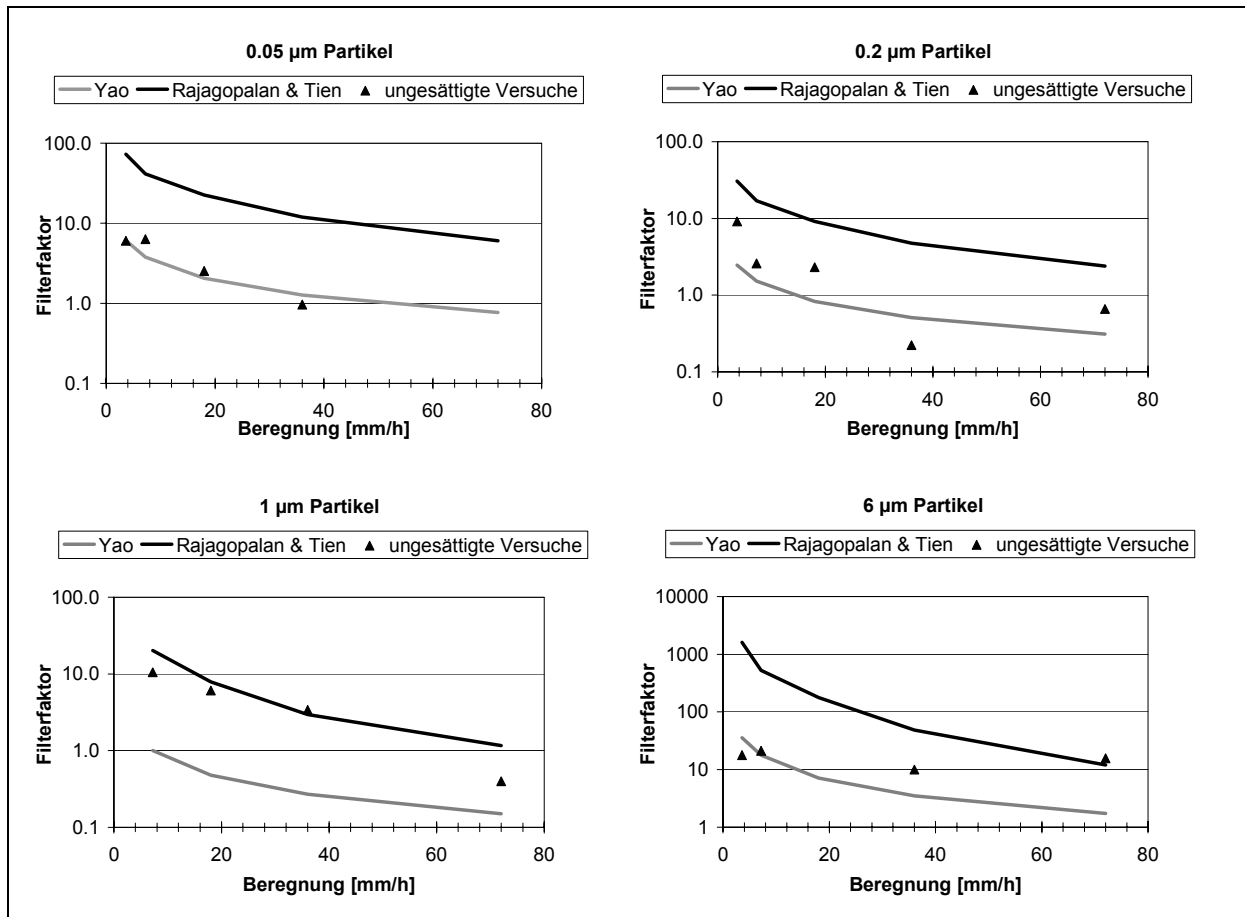 0.05 µm Partikel
Yao Rajagopalan & Tien ungesättigte Versuche
Filterfaktor
100.0
10.0
1.0
0.1
0 20 40 60 80
Beregnung [mm/h]
0.2 µm Partikel
Yao Rajagopalan & Tien ungesättigte Versuche
Filterfaktor
100.0
10.0
1.0
0.1
0 20 40 60 80
Beregnung [mm/h]
1 µm Partikel
Yao Rajagopalan & Tien ungesättigte Versuche
Filterfaktor
100.0
10.0
1.0
0.1
0 20 40 60 80
Beregnung [mm/h]
6 µm Partikel
Yao Rajagopalan & Tien ungesättigte Versuche
Filterfaktor
10000
1000
100
10
1
0 20 40 60 80
Beregnung [mm/h]